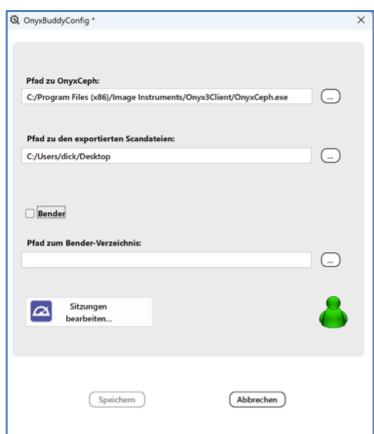 OnyxBuddyConfig *
Pfad zu OnyxCeph:
C:/Program Files (x86)/Image Instruments/Onyx3Client/OnyxCeph.exe
...
Pfad zu den exportierten Scandateien:
C:/Users/dick/Desktop
...
Bender
Pfad zum Bender-Verzeichnis:
...
Sitzungen
bearbeiten...
Speichern
Abbrechen